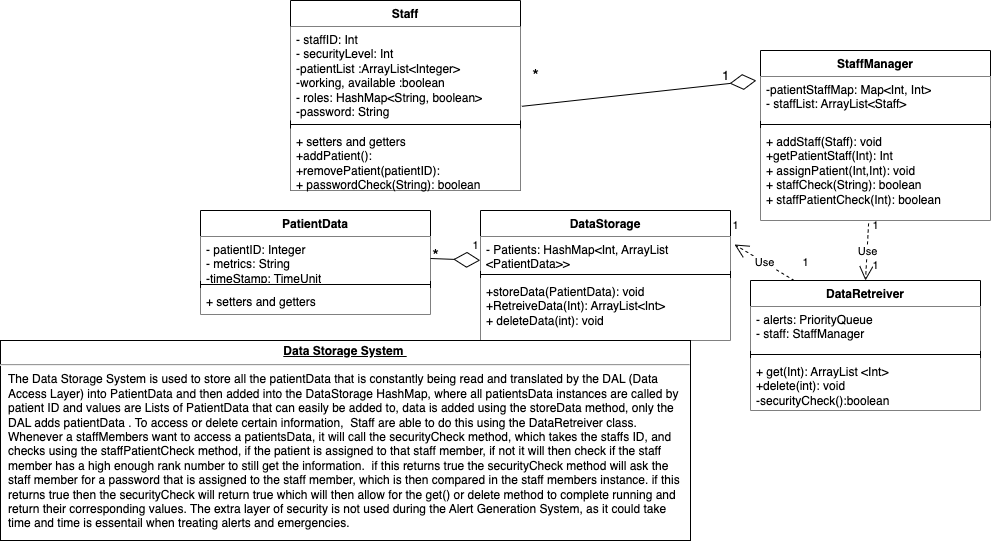 Staff
- staffID: Int
- securityLevel: Int
-patientList :ArrayList<Integer>
-working, available :boolean
- roles: HashMap<String, boolean>
-password: String
+ setters and getters
+addPatient():
+removePatient(patientID):
+ passwordCheck(String): boolean
*
1
StaffManager
-patientStaffMap: Map<Int, Int>
- staffList: ArrayList<Staff>
+ addStaff(Staff): void
+getPatientStaff(Int): Int
+ assignPatient(Int,Int): void
+ staffCheck(String): boolean
+ staffPatientCheck(Int): boolean
PatientData
- patientID: Integer
- metrics: String
-timeStamp: TimeUnit
+ setters and getters
*
1
DataStorage
- Patients: HashMap<Int, ArrayList
<PatientData>>
+storeData(PatientData): void
+RetreiveData(Int): ArrayList<Int>
+ deleteData(int): void
1
Use
1
1
Use
1
DataRetreiver
- alerts: PriorityQueue
- staff: StaffManager
+ get(Int): ArrayList <Int>
+delete(int): void
-securityCheck():boolean
Data Storage System
The Data Storage System is used to store all the patientData that is constantly being read and translated by the DAL (Data
Access Layer) into PatientData and then added into the DataStorage HashMap, where all patientsData instances are called by
patient ID and values are Lists of PatientData that can easily be added to, data is added using the storeData method, only the
DAL adds patientData . To access or delete certain information,  Staff are able to do this using the DataRetreiver class.
Whenever a staffMembers want to access a patientsData, it will call the securityCheck method, which takes the staffs ID, and
checks using the staffPatientCheck method, if the patient is assigned to that staff member, if not it will then check if the staff
member has a high enough rank number to still get the information.  if this returns true the securityCheck method will ask the
staff member for a password that is assigned to the staff member, which is then compared in the staff members instance. if this
returns true then the securityCheck will return true which will then allow for the get() or delete method to complete running and
return their corresponding values. The extra layer of security is not used during the Alert Generation System, as it could take
time and time is essentail when treating alerts and emergencies.